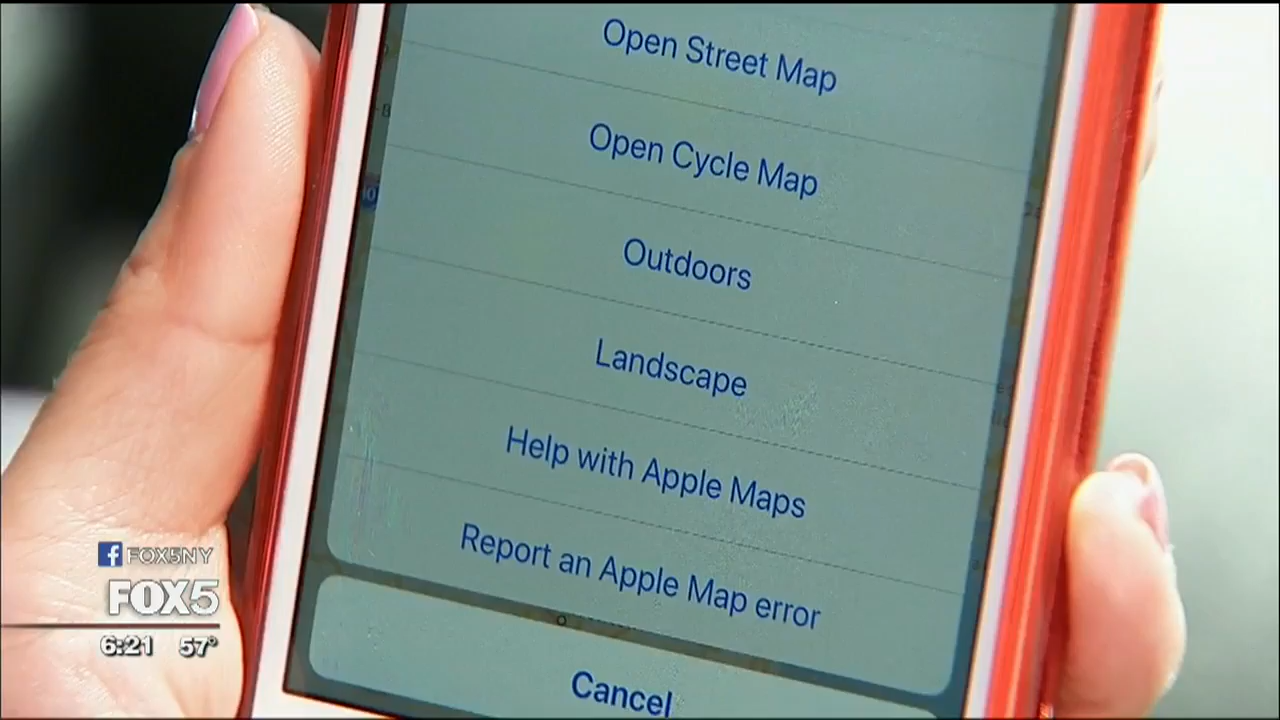 Open Street Map
Open Cycle Map
Outdoors
Landscape
Help with Apple Maps
Report an Apple Map error
Cancel
FOX5NY
FOX5
6:21 57°